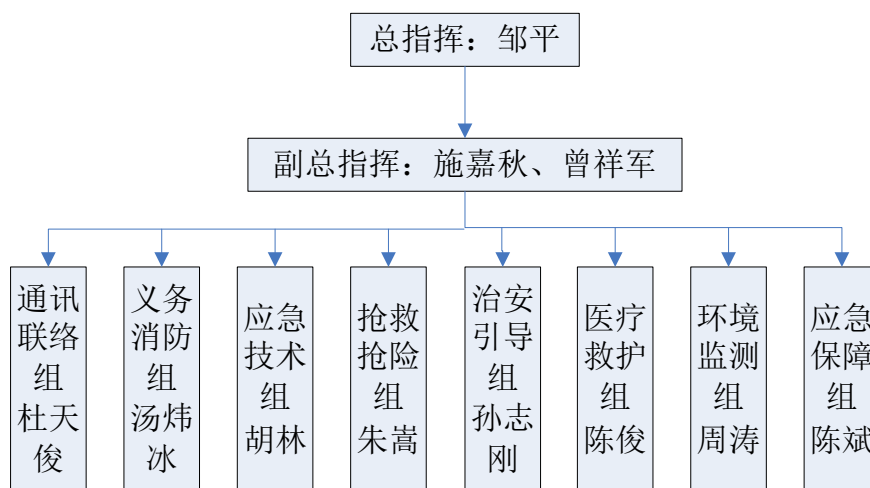 总指挥：邹平
副总指挥：施嘉秋、曾祥军
通讯
联络
组
杜天
俊
义务
消防
组
汤炜
冰
应急
技术
组
胡林
抢救
抢险
组
朱嵩
治安
引导
组
孙志
刚
医疗
救护
组
陈俊
环境
监测
组
周涛
应急
保障
组
陈斌